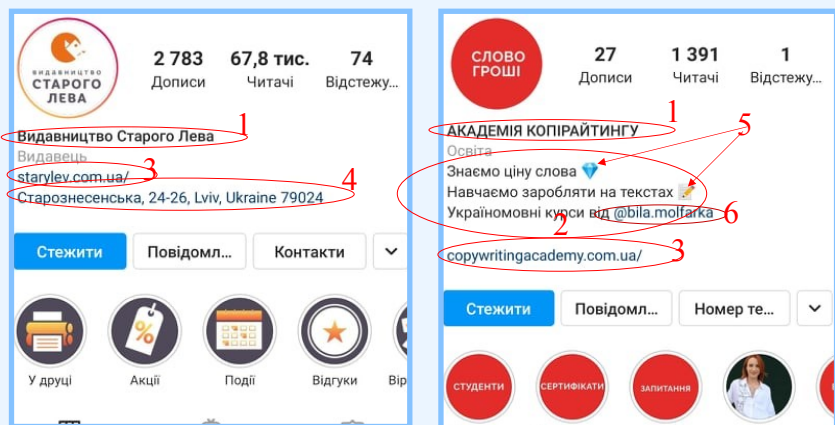 ВИДАВНИЦТВО
СТАРОГО
ЛЕВА
2 783 67,8 тис. 74
Дописи Читачі Відстежу...
1
Видавництво Старого Лева
Видавець
3
starylev.com.ua/
4
Старознесенська, 24-26, Lviv, Ukraine 79024
Стежити Повідомл... Контакти
У друці Акції Події Відгуки Вір
СЛОВО
ГРОШІ
27 1 391 1
Дописи Читачі Відстежу...
1 5
АКАДЕМІЯ КОПІРАЙТИНГУ
Освіта
Знаємо ціну слова 💎
Навчаємо заробляти на текстах 📝
Україномовні курси від @bila.molfarka 6
2
3
copywritingacademy.com.ua/
Стежити Повідомл... Номер те...
СТУДЕНТИ СЕРТИФІКАТИ ЗАПИТАННЯ